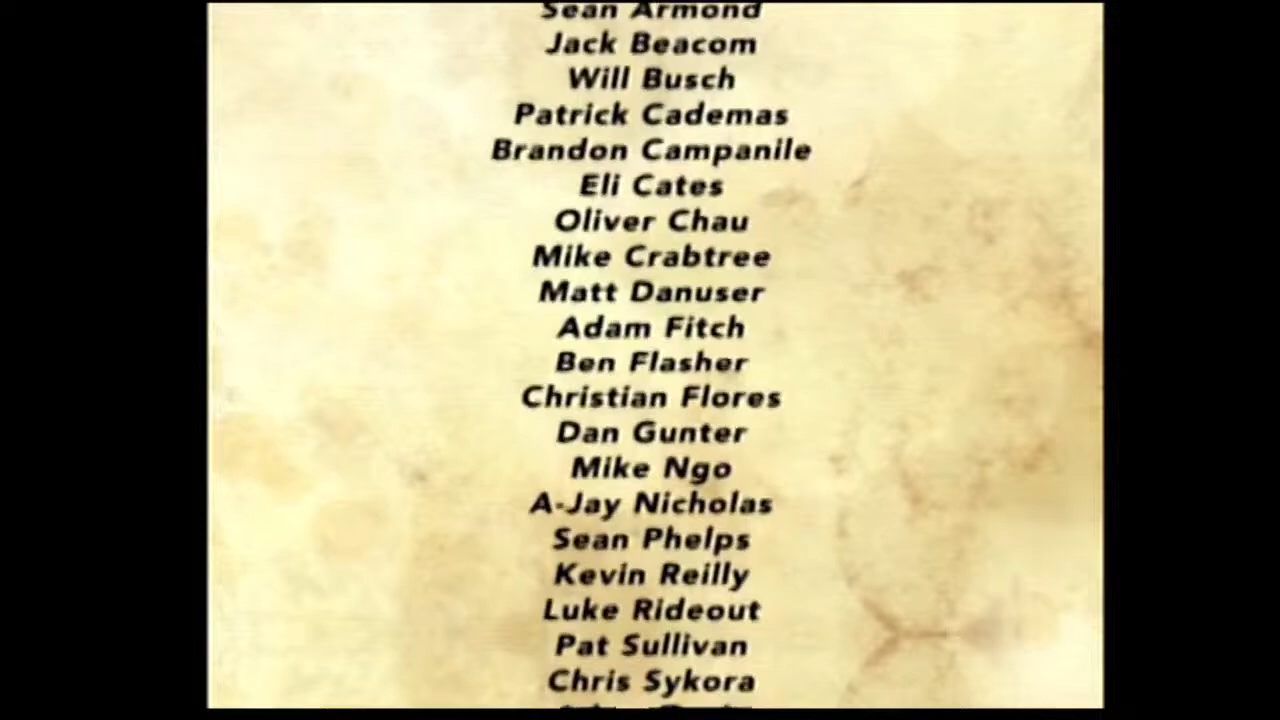 Sean Armond
Jack Beacom
Will Busch
Patrick Cademas
Brandon Campanile
Eli Cates
Oliver Chau
Mike Crabtree
Matt Danuser
Adam Fitch
Ben Flasher
Christian Flores
Dan Gunter
Mike Ngo
A-Jay Nicholas
Sean Phelps
Kevin Reilly
Luke Rideout
Pat Sullivan
Chris Sykora